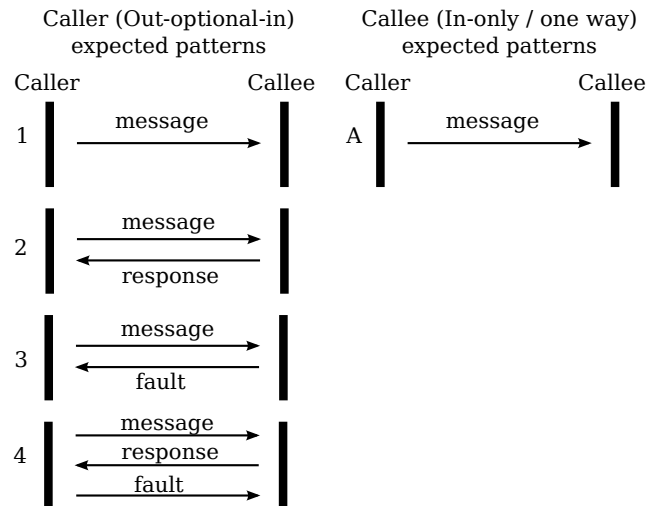 Caller (Out-optional-in)
expected patterns
Caller
Callee
1
message
2
message
response
3
message
fault
4
message
response
fault
Callee (In-only / one way)
expected patterns
Caller
Callee
A
message